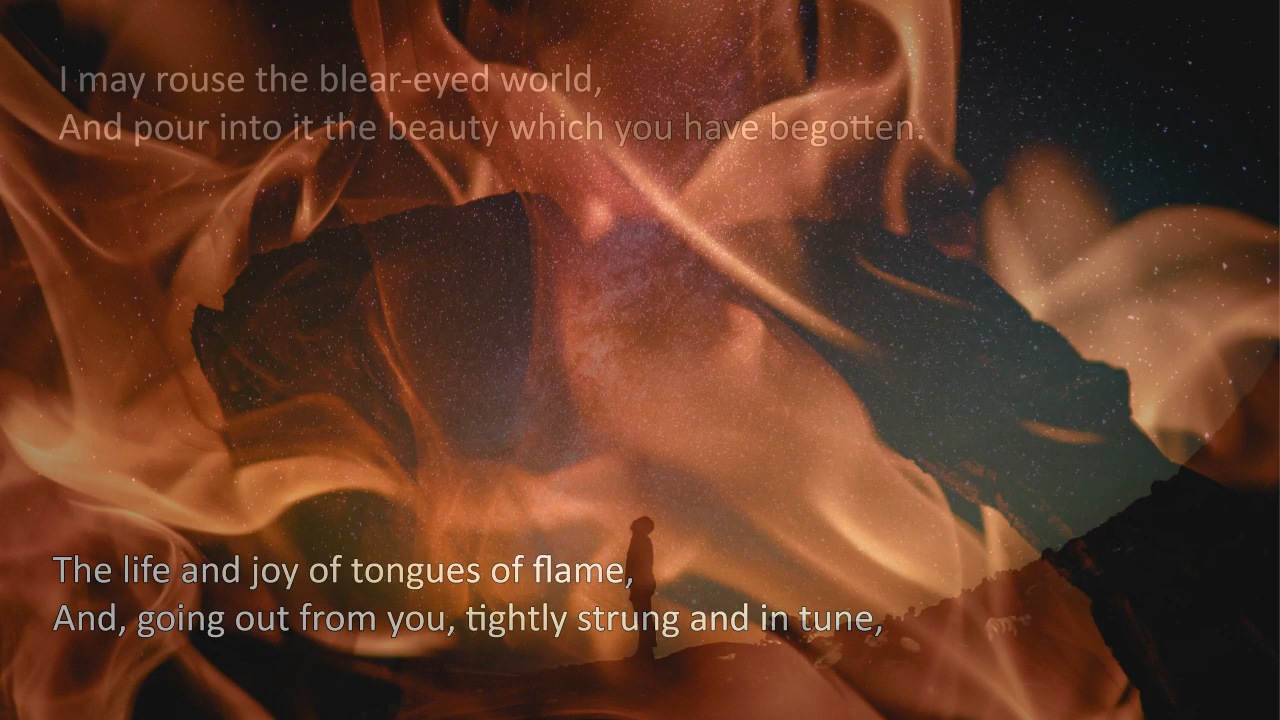 I may rouse the blear-eyed world,
And pour into it the beauty which you have begotten.
The life and joy of tongues of flame,
And, going out from you, tightly strung and in tune,